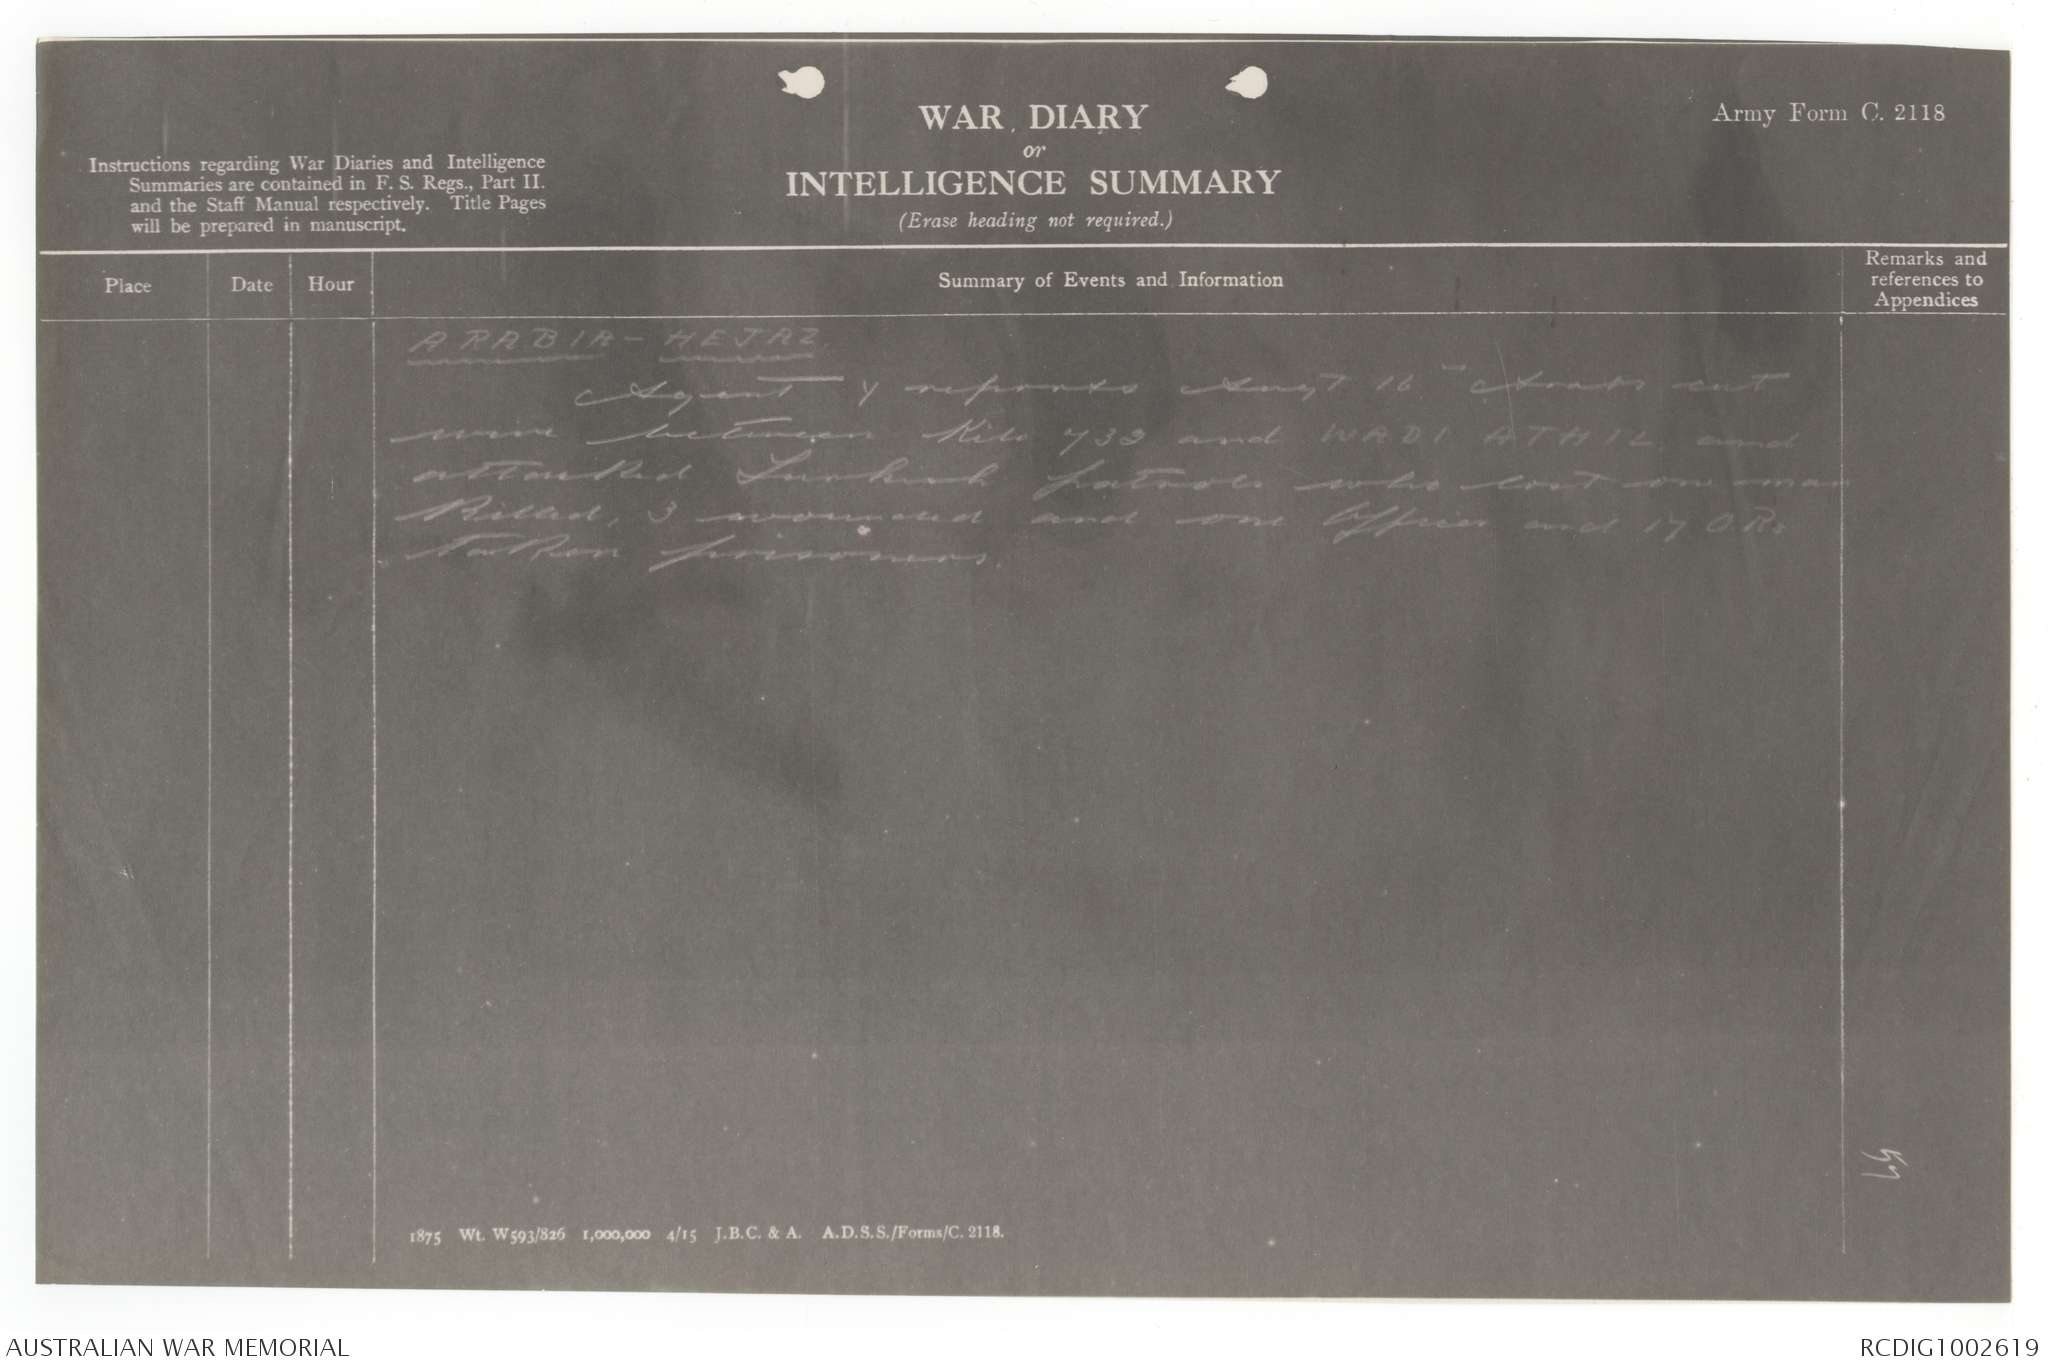 WAR DIARY
or
INTELLIGENCE SUMMARY
(Erase heading not required.)
Army Form C. 2118
Instructions regarding War Diaries and Intelligence
Summaries are contained in F. S. Regs., Part II.
and the Staff Manual respectively. Title Pages
will be prepared in manuscript.
Place
Date
Hour
Summary of Events and Information
Remarks and
references to
Appendices
ARABIA - HEJAZ.
Agent Y reports Augt 16 Arabs cut
wire between Kilo 732 and WADI ATHIL and
attacked Turkish patrols who lost one man
killed, 3 wounded and one Officer and 17 O.Rs
taken prisoners.
1875 Wt. W593/826 1,000,000 4/15 J.B.C. & A. A.D.S.S./Forms/C. 2118.
AUSTRALIAN WAR MEMORIAL
RCDIG1002619